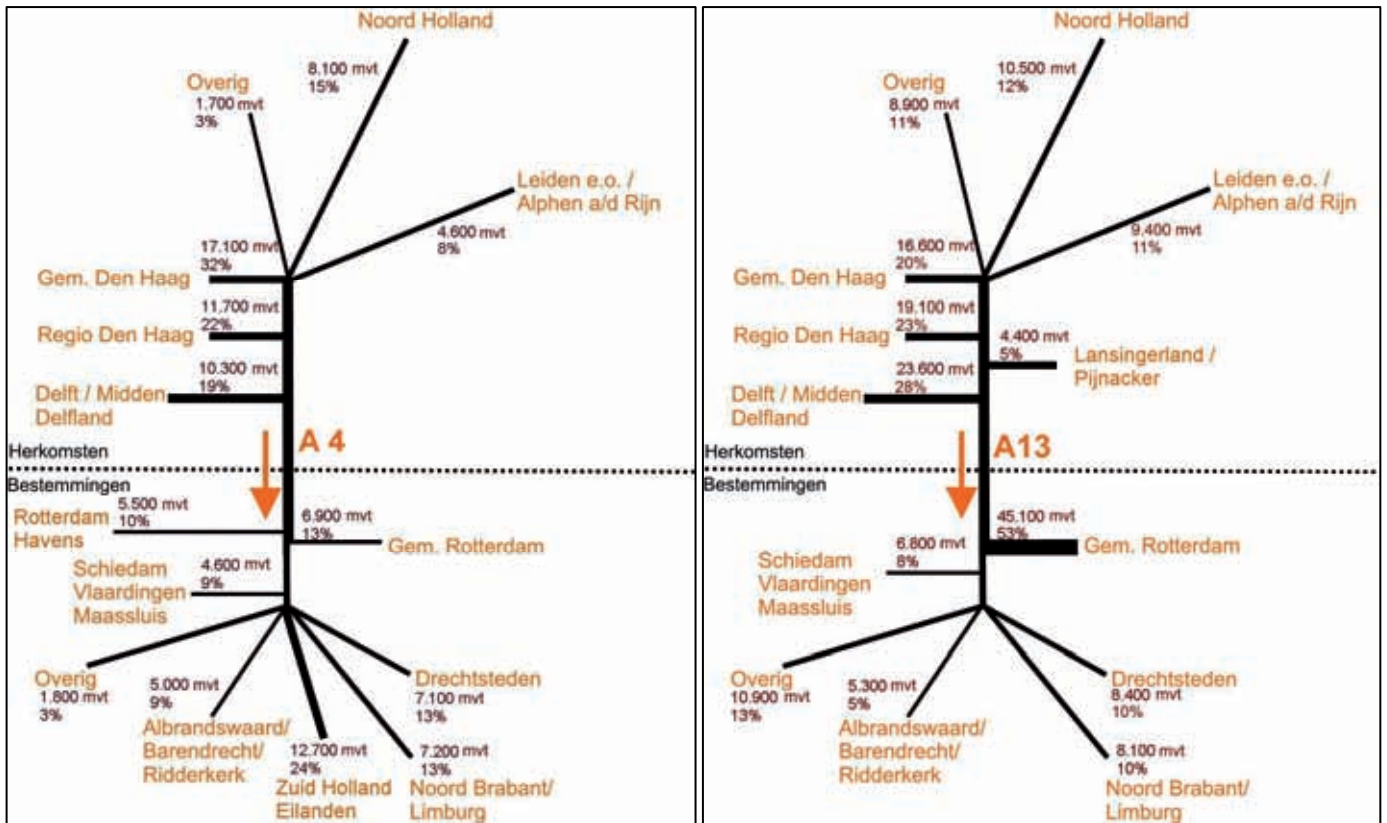 Noord Holland
8.100 mvt
15%
Overig
1.700 mvt
3%
Leiden e.o. /
Alphen a/d Rijn
4.600 mvt
8%
17.100 mvt
32%
Gem. Den Haag
11.700 mvt
22%
Regio Den Haag
10.300 mvt
19%
Delft / Midden
Delfland
A 4
Herkomsten
Bestemmingen
5.500 mvt
10%
Rotterdam
Havens
6.900 mvt
13%
Gem. Rotterdam
4.600 mvt
9%
Schiedam
Vlaardingen
Maassluis
Overig
1.800 mvt
3%
5.000 mvt
9%
Albrandswaard/
Barendrecht/
Ridderkerk
12.700 mvt
24%
Zuid Holland
Eilanden
7.200 mvt
13%
Noord Brabant/
Limburg
Drechtsteden
7.100 mvt
13%
Noord Holland
10.500 mvt
12%
Overig
8.900 mvt
11%
Leiden e.o. /
Alphen a/d Rijn
9.400 mvt
11%
16.600 mvt
20%
Gem. Den Haag
19.100 mvt
23%
Regio Den Haag
4.400 mvt
5%
Lansingerland /
Pijnacker
23.600 mvt
28%
Delft / Midden
Delfland
A13
Herkomsten
Bestemmingen
45.100 mvt
53%
Gem. Rotterdam
6.800 mvt
8%
Schiedam
Vlaardingen
Maassluis
Overig
10.900 mvt
13%
5.300 mvt
5%
Albrandswaard/
Barendrecht/
Ridderkerk
8.100 mvt
10%
Noord Brabant/
Limburg
Drechtsteden
8.400 mvt
10%